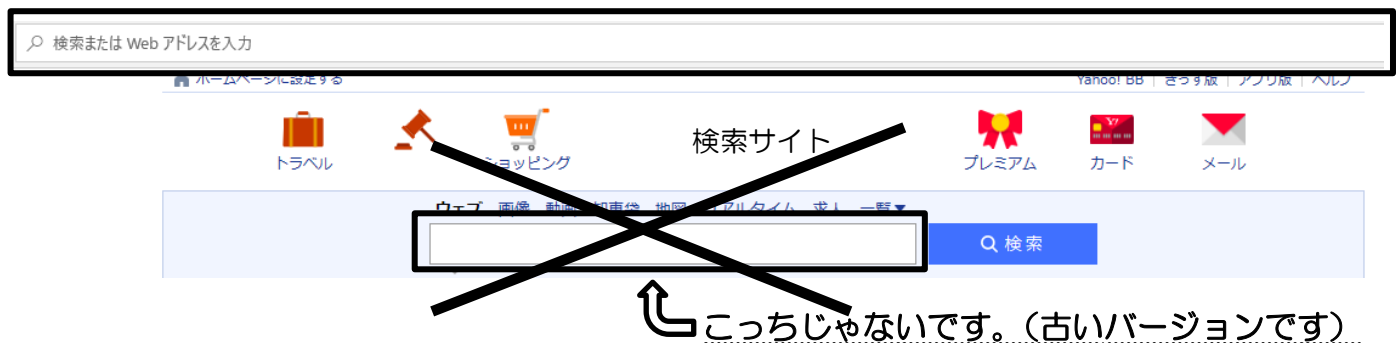 検索または Web アドレスを入力
ホームページに設定する Yahoo! BB きっず版 アプリ版 ヘルプ
検索サイト
トラベル ショッピング プレミアム カード メール
ウェブ 画像 動画 知恵袋 地図 リアルタイム 求人 一覧▼
検索
こっちじゃないです。（古いバージョンです）